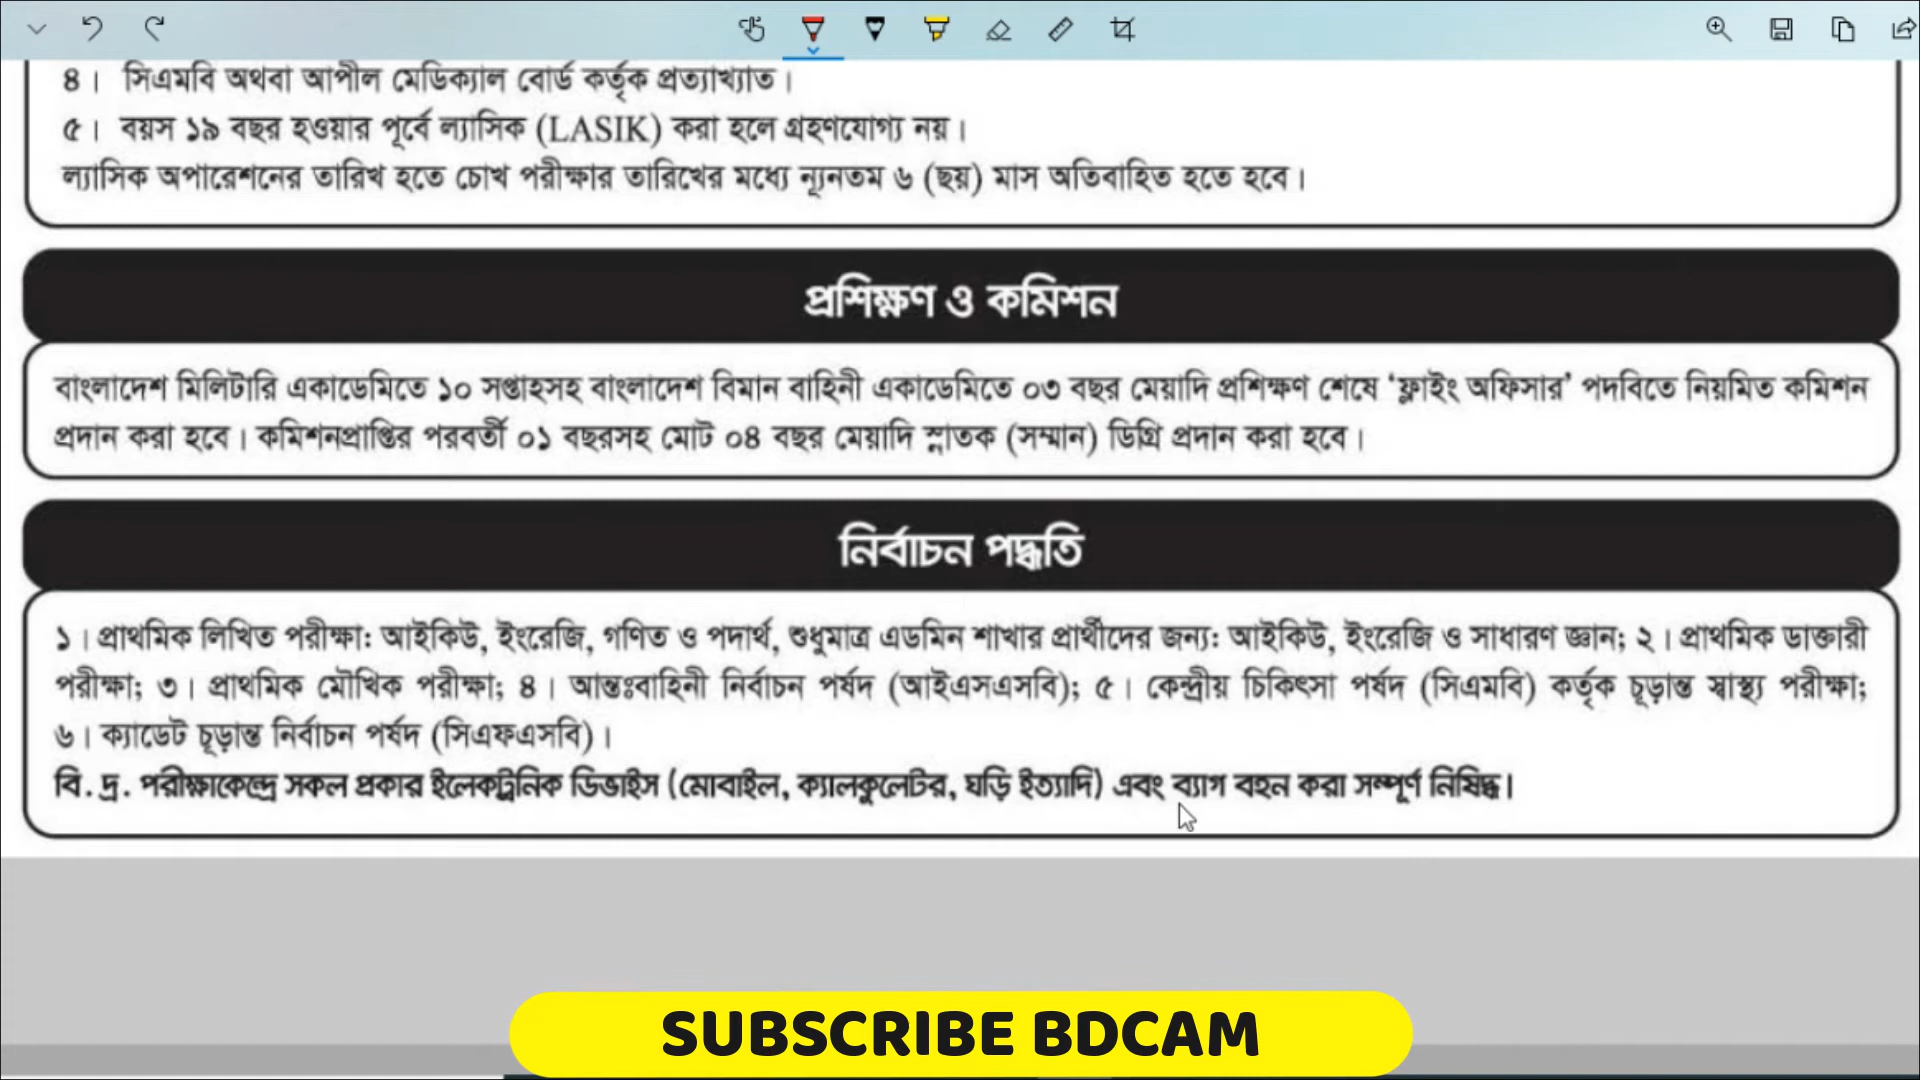 ৪। সিএমবি অথবা আপীল মেডিক্যাল বোর্ড কর্তৃক প্রত্যাখ্যাত।
৫। বয়স ১৯ বছর হওয়ার পূর্বে ল্যাসিক (LASIK) করা হলে গ্রহণযোগ্য নয়।
ল্যাসিক অপারেশনের তারিখ হতে চোখ পরীক্ষার তারিখের মধ্যে ন্যূনতম ৬ (ছয়) মাস অতিবাহিত হতে হবে।
প্রশিক্ষণ ও কমিশন
বাংলাদেশ মিলিটারি একাডেমিতে ১০ সপ্তাহসহ বাংলাদেশ বিমান বাহিনী একাডেমিতে ০৩ বছর মেয়াদি প্রশিক্ষণ শেষে ‘ফ্লাইং অফিসার’ পদবিতে নিয়মিত কমিশন
প্রদান করা হবে। কমিশনপ্রাপ্তির পরবর্তী ০১ বছরসহ মোট ০৪ বছর মেয়াদি স্নাতক (সম্মান) ডিগ্রি প্রদান করা হবে।
নির্বাচন পদ্ধতি
১। প্রাথমিক লিখিত পরীক্ষা: আইকিউ, ইংরেজি, গণিত ও পদার্থ, শুধুমাত্র এডমিন শাখার প্রার্থীদের জন্য: আইকিউ, ইংরেজি ও সাধারণ জ্ঞান; ২। প্রাথমিক ডাক্তারী
পরীক্ষা; ৩। প্রাথমিক মৌখিক পরীক্ষা; ৪। আন্তঃবাহিনী নির্বাচন পর্ষদ (আইএসএসবি); ৫। কেন্দ্রীয় চিকিৎসা পর্ষদ (সিএমবি) কর্তৃক চূড়ান্ত স্বাস্থ্য পরীক্ষা;
৬। ক্যাডেট চূড়ান্ত নির্বাচন পর্ষদ (সিএফএসবি)।
বি. দ্র. পরীক্ষাকেন্দ্রে সকল প্রকার ইলেকট্রনিক ডিভাইস (মোবাইল, ক্যালকুলেটর, ঘড়ি ইত্যাদি) এবং ব্যাগ বহন করা সম্পূর্ণ নিষিদ্ধ।
SUBSCRIBE BDCAM